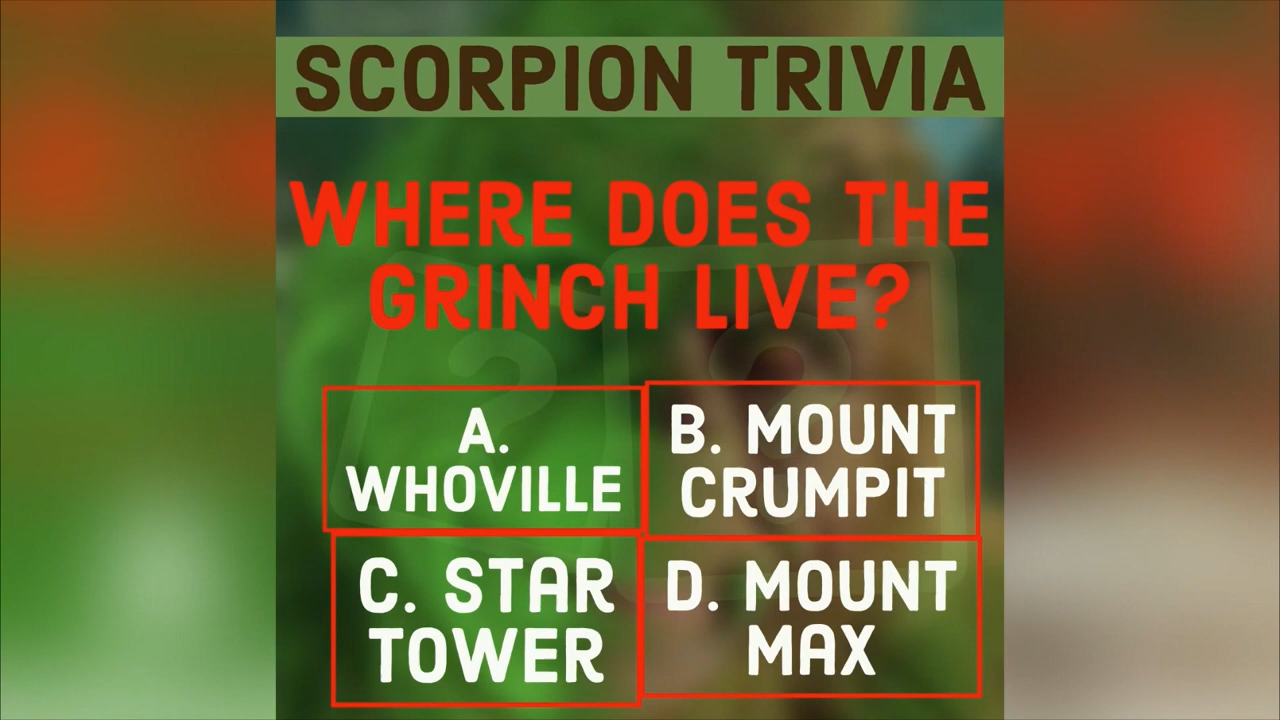 SCORPION TRIVIA
WHERE DOES THE
GRINCH LIVE?
A.
WHOVILLE
B. MOUNT
CRUMPIT
C. STAR
TOWER
D. MOUNT
MAX